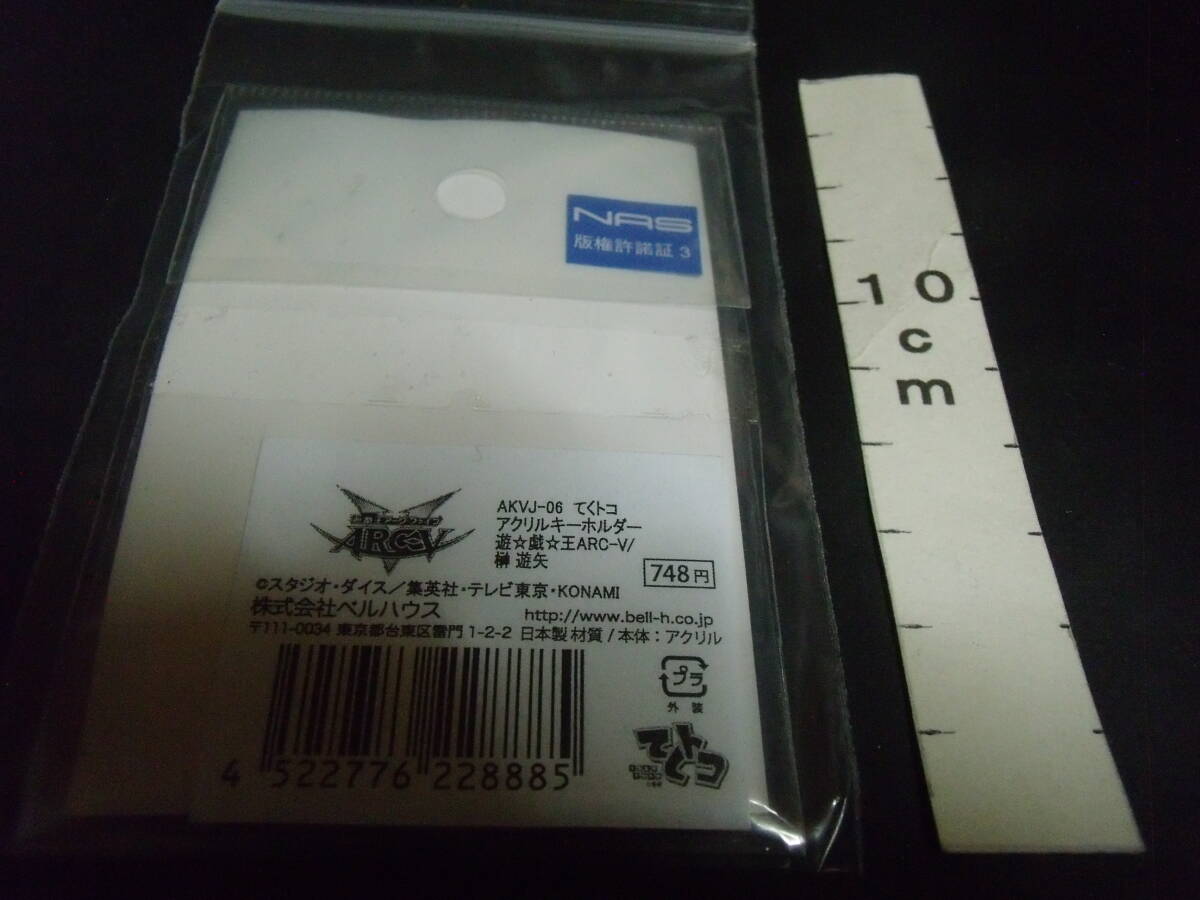 NAS
版権許諾証 3
10
cm
ARC-V
AKVJ-06 てくトコ
アクリルキーホルダー
遊☆戯☆王ARC-V/
榊 遊矢
748円
©スタジオ・ダイス／集英社・テレビ東京・KONAMI
株式会社ベルハウス http://www.bell-h.co.jp
〒111-0034 東京都台東区雷門 1-2-2 日本製 材質 / 本体：アクリル
プラ
外装
4 522776 228885
てくトコ